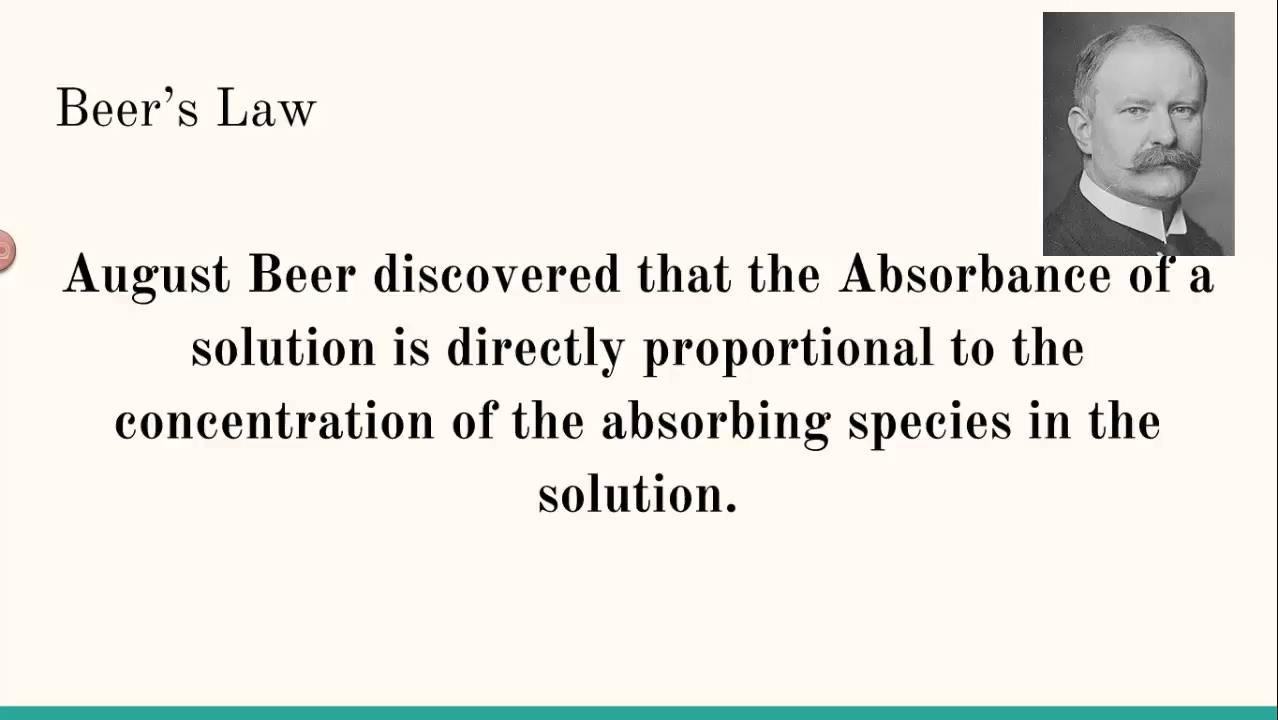 Beer’s Law
August Beer discovered that the Absorbance of a
solution is directly proportional to the
concentration of the absorbing species in the
solution.